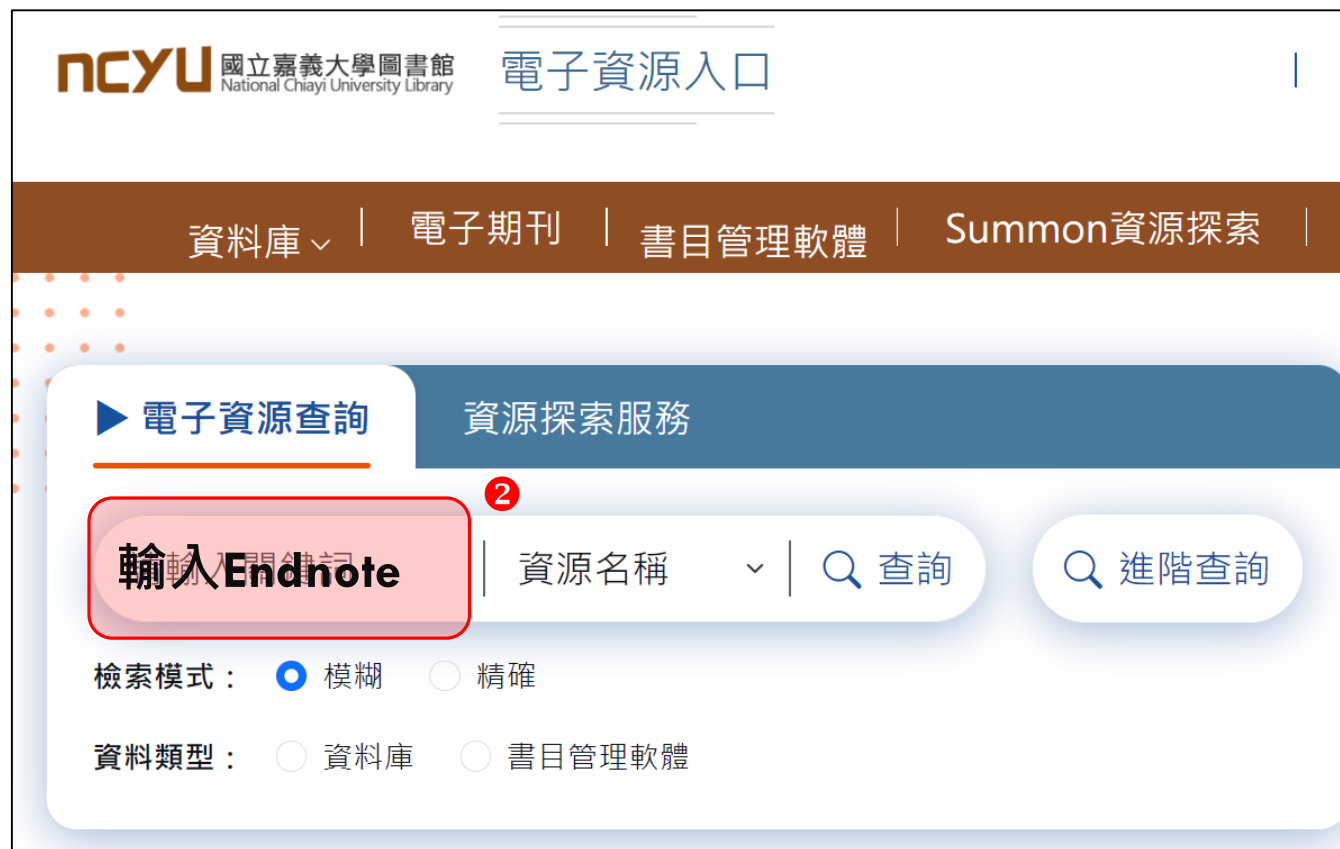 ncyu 國立嘉義大學圖書館 電子資源入口
National Chiayi University Library
資料庫 電子期刊 書目管理軟體 Summon資源探索
電子資源查詢 資源探索服務
2
輸入關鍵詞
輸入Endnote 資源名稱 查詢 進階查詢
檢索模式： 模糊 精確
資料類型： 資料庫 書目管理軟體